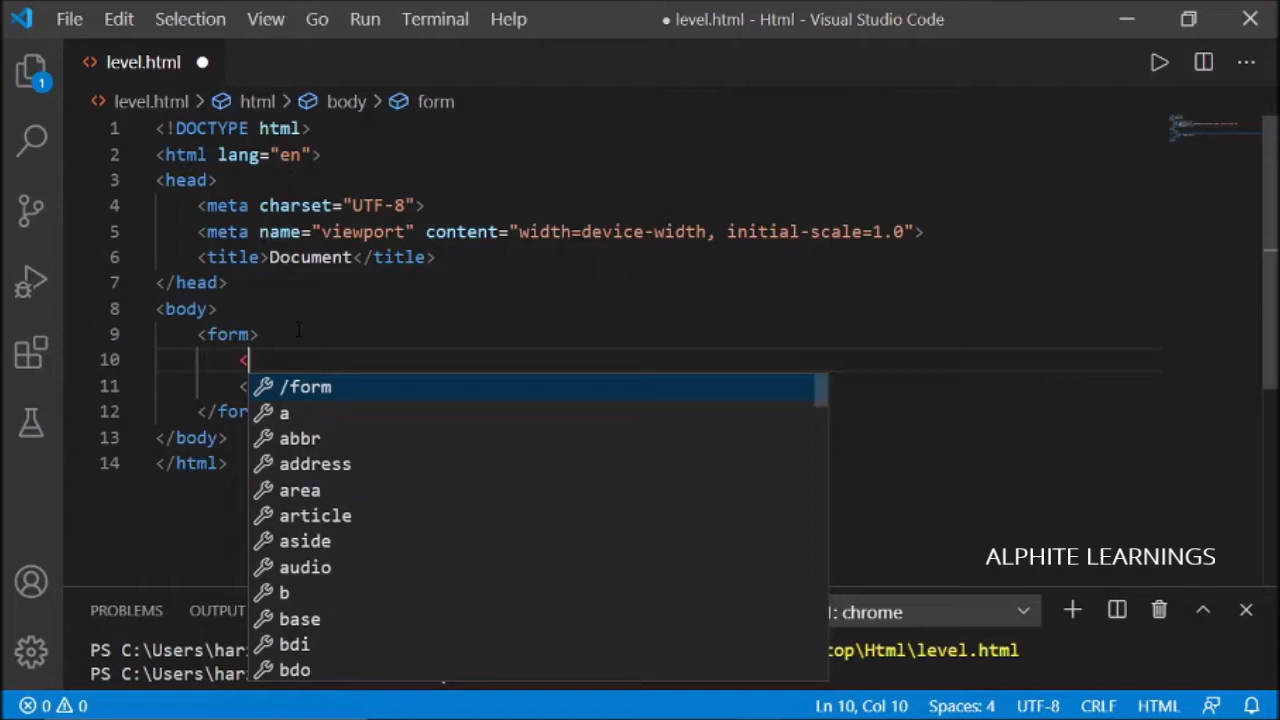 File Edit Selection View Go Run Terminal Help ● level.html - Html - Visual Studio Code
level.html
1
level.html > html > body > form
1 <!DOCTYPE html>
2 <html lang="en">
3 <head>
4 <meta charset="UTF-8">
5 <meta name="viewport" content="width=device-width, initial-scale=1.0">
6 <title>Document</title>
7 </head>
8 <body>
9 <form>
10 <
11 <
12 </for
13 </body>
14 </html>
/form
a
abbr
address
area
article
aside
audio
b
base
bdi
bdo
ALPHITE LEARNINGS
PROBLEMS OUTPUT 1: chrome
PS C:\Users\har top\Html\level.html
PS C:\Users\har
0 0 Ln 10, Col 10 Spaces: 4 UTF-8 CRLF HTML